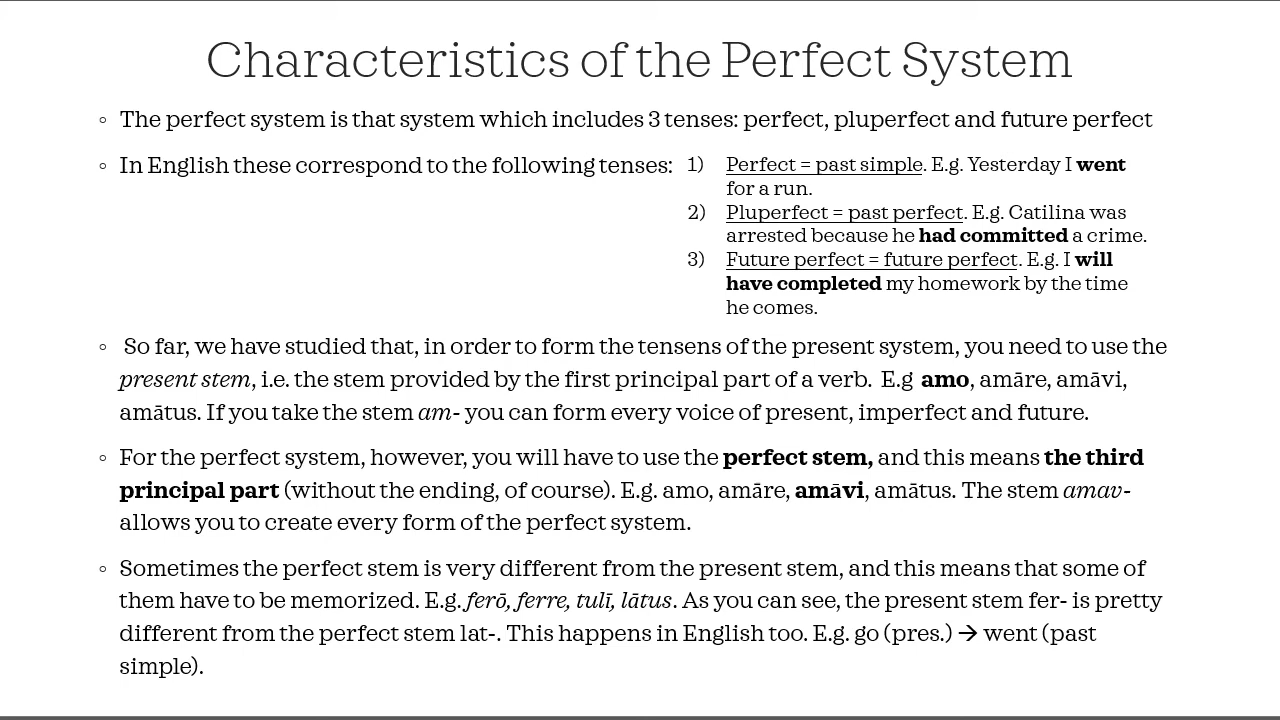 Characteristics of the Perfect System
◦ The perfect system is that system which includes 3 tenses: perfect, pluperfect and future perfect
◦ In English these correspond to the following tenses:
1) Perfect = past simple. E.g. Yesterday I went
for a run.
2) Pluperfect = past perfect. E.g. Catilina was
arrested because he had committed a crime.
3) Future perfect = future perfect. E.g. I will
have completed my homework by the time
he comes.
◦ So far, we have studied that, in order to form the tensens of the present system, you need to use the
present stem, i.e. the stem provided by the first principal part of a verb. E.g amo, amāre, amāvi,
amātus. If you take the stem am- you can form every voice of present, imperfect and future.
◦ For the perfect system, however, you will have to use the perfect stem, and this means the third
principal part (without the ending, of course). E.g. amo, amāre, amāvi, amātus. The stem amav-
allows you to create every form of the perfect system.
◦ Sometimes the perfect stem is very different from the present stem, and this means that some of
them have to be memorized. E.g. ferō, ferre, tulī, lātus. As you can see, the present stem fer- is pretty
different from the perfect stem lat-. This happens in English too. E.g. go (pres.) → went (past
simple).